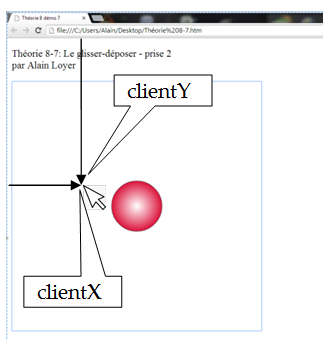 Théorie 8 démo 7
file:///C:/Users/Alain/Desktop/Théorie%208-7.htm
Théorie 8-7: Le glisser-déposer - prise 2
par Alain Loyer
clientY
clientX